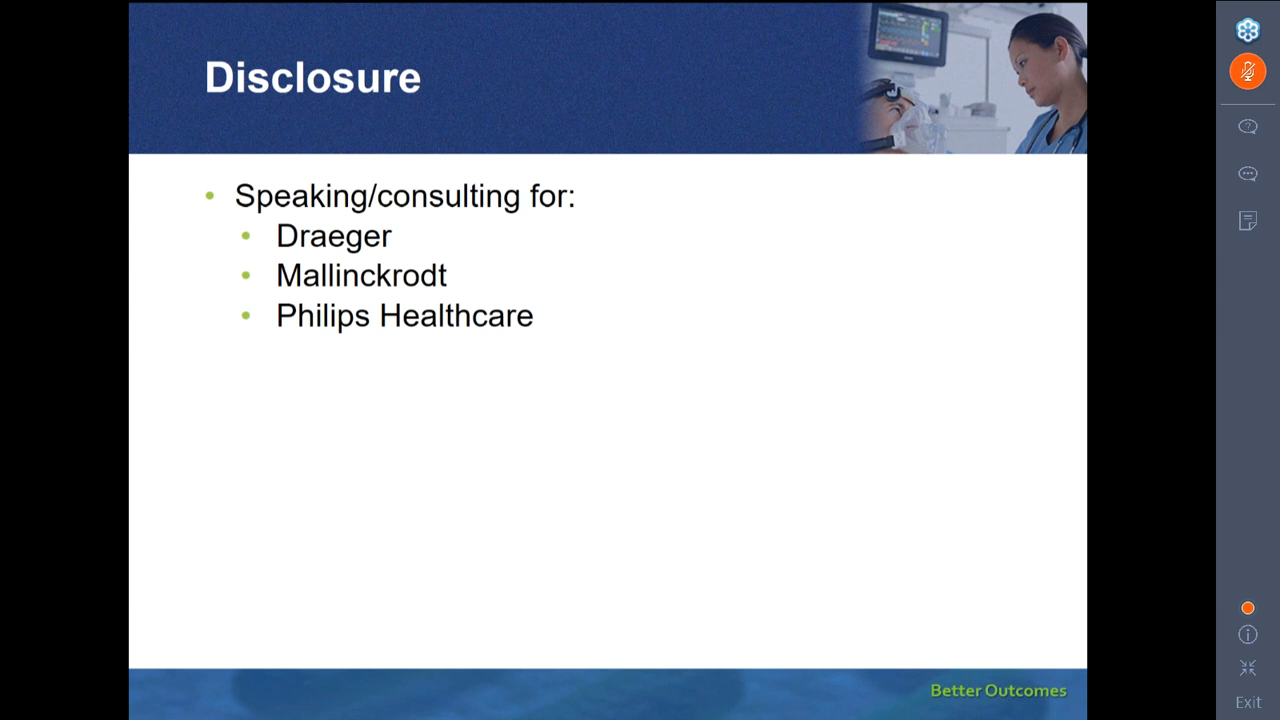 Disclosure
• Speaking/consulting for:
• Draeger
• Mallinckrodt
• Philips Healthcare
Better Outcomes
Exit